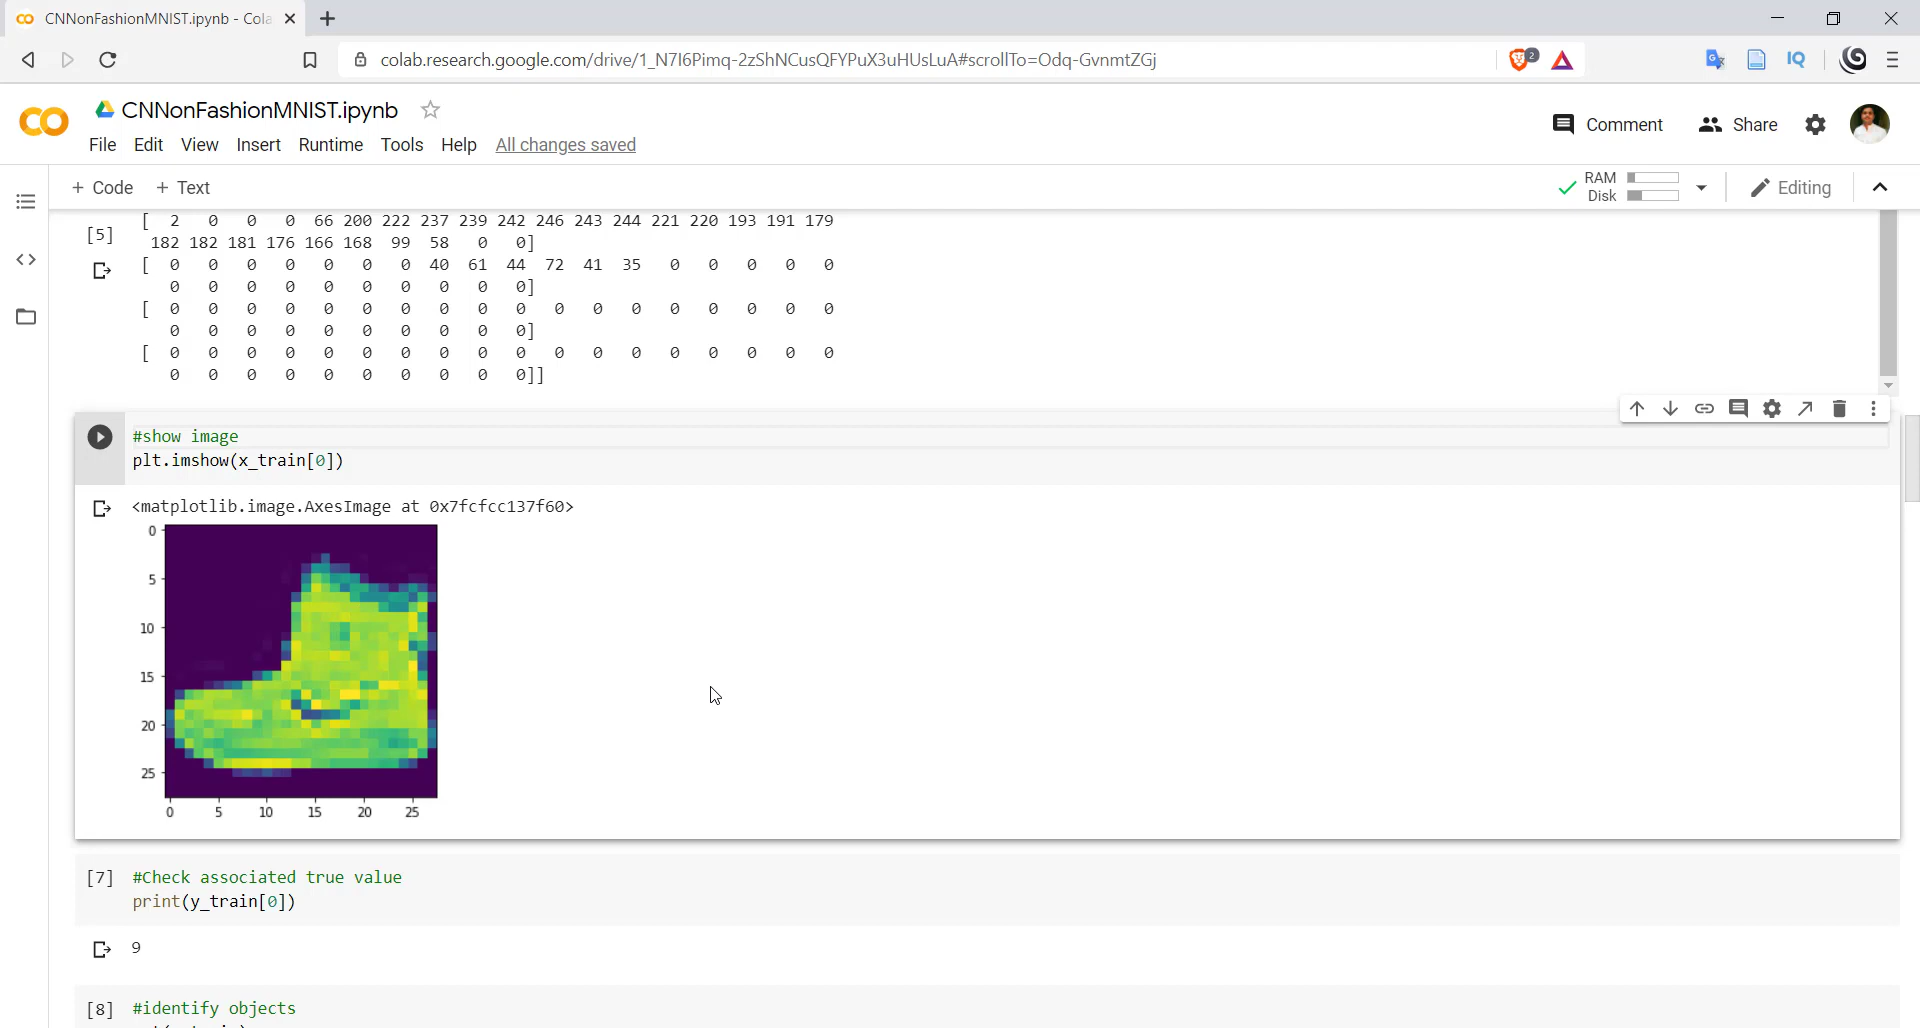 CNNonFashionMNIST.ipynb - Cola
colab.research.google.com/drive/1_N7I6Pimq-2zShNCusQFYPuX3uHUsLuA#scrollTo=Odq-GvnmtZGj
2
IQ
CNNonFashionMNIST.ipynb
Comment
Share
File Edit View Insert Runtime Tools Help All changes saved
+ Code + Text
RAM
Disk
Editing
[5]
[ 2 0 0 0 66 200 222 237 239 242 246 243 244 221 220 193 191 179
182 182 181 176 166 168 99 58 0 0]
[ 0 0 0 0 0 0 0 40 61 44 72 41 35 0 0 0 0 0
0 0 0 0 0 0 0 0 0 0]
[ 0 0 0 0 0 0 0 0 0 0 0 0 0 0 0 0 0 0
0 0 0 0 0 0 0 0 0 0]
[ 0 0 0 0 0 0 0 0 0 0 0 0 0 0 0 0 0 0
0 0 0 0 0 0 0 0 0 0]]
#show image
plt.imshow(x_train[0])
<matplotlib.image.AxesImage at 0x7fcfcc137f60>
0
5
10
15
20
25
0 5 10 15 20 25
[7] #Check associated true value
print(y_train[0])
9
[8] #identify objects